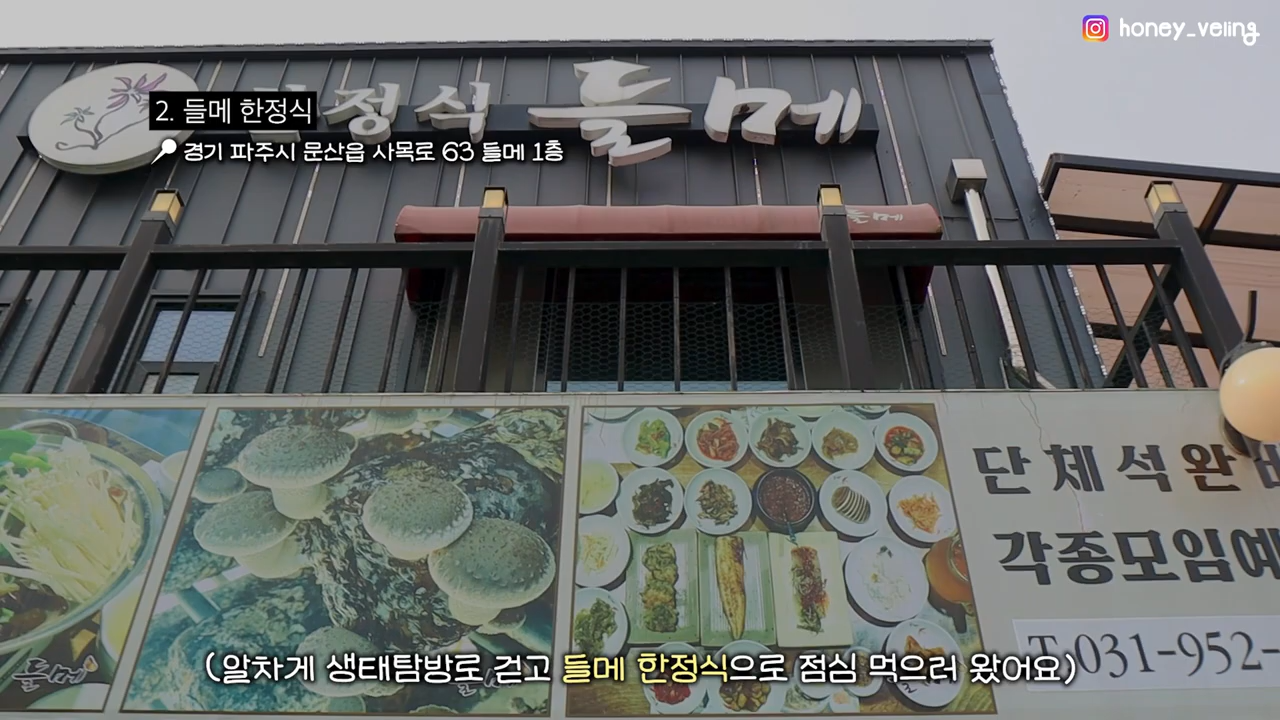 honey_veling
정식 들메
2. 들메 한정식
경기 파주시 문산읍 사목로 63 들메 1층
들메
단체석완
각종모임예
T.031-952-
들메
(알차게 생태탐방로 걷고 들메 한정식으로 점심 먹으러 왔어요)